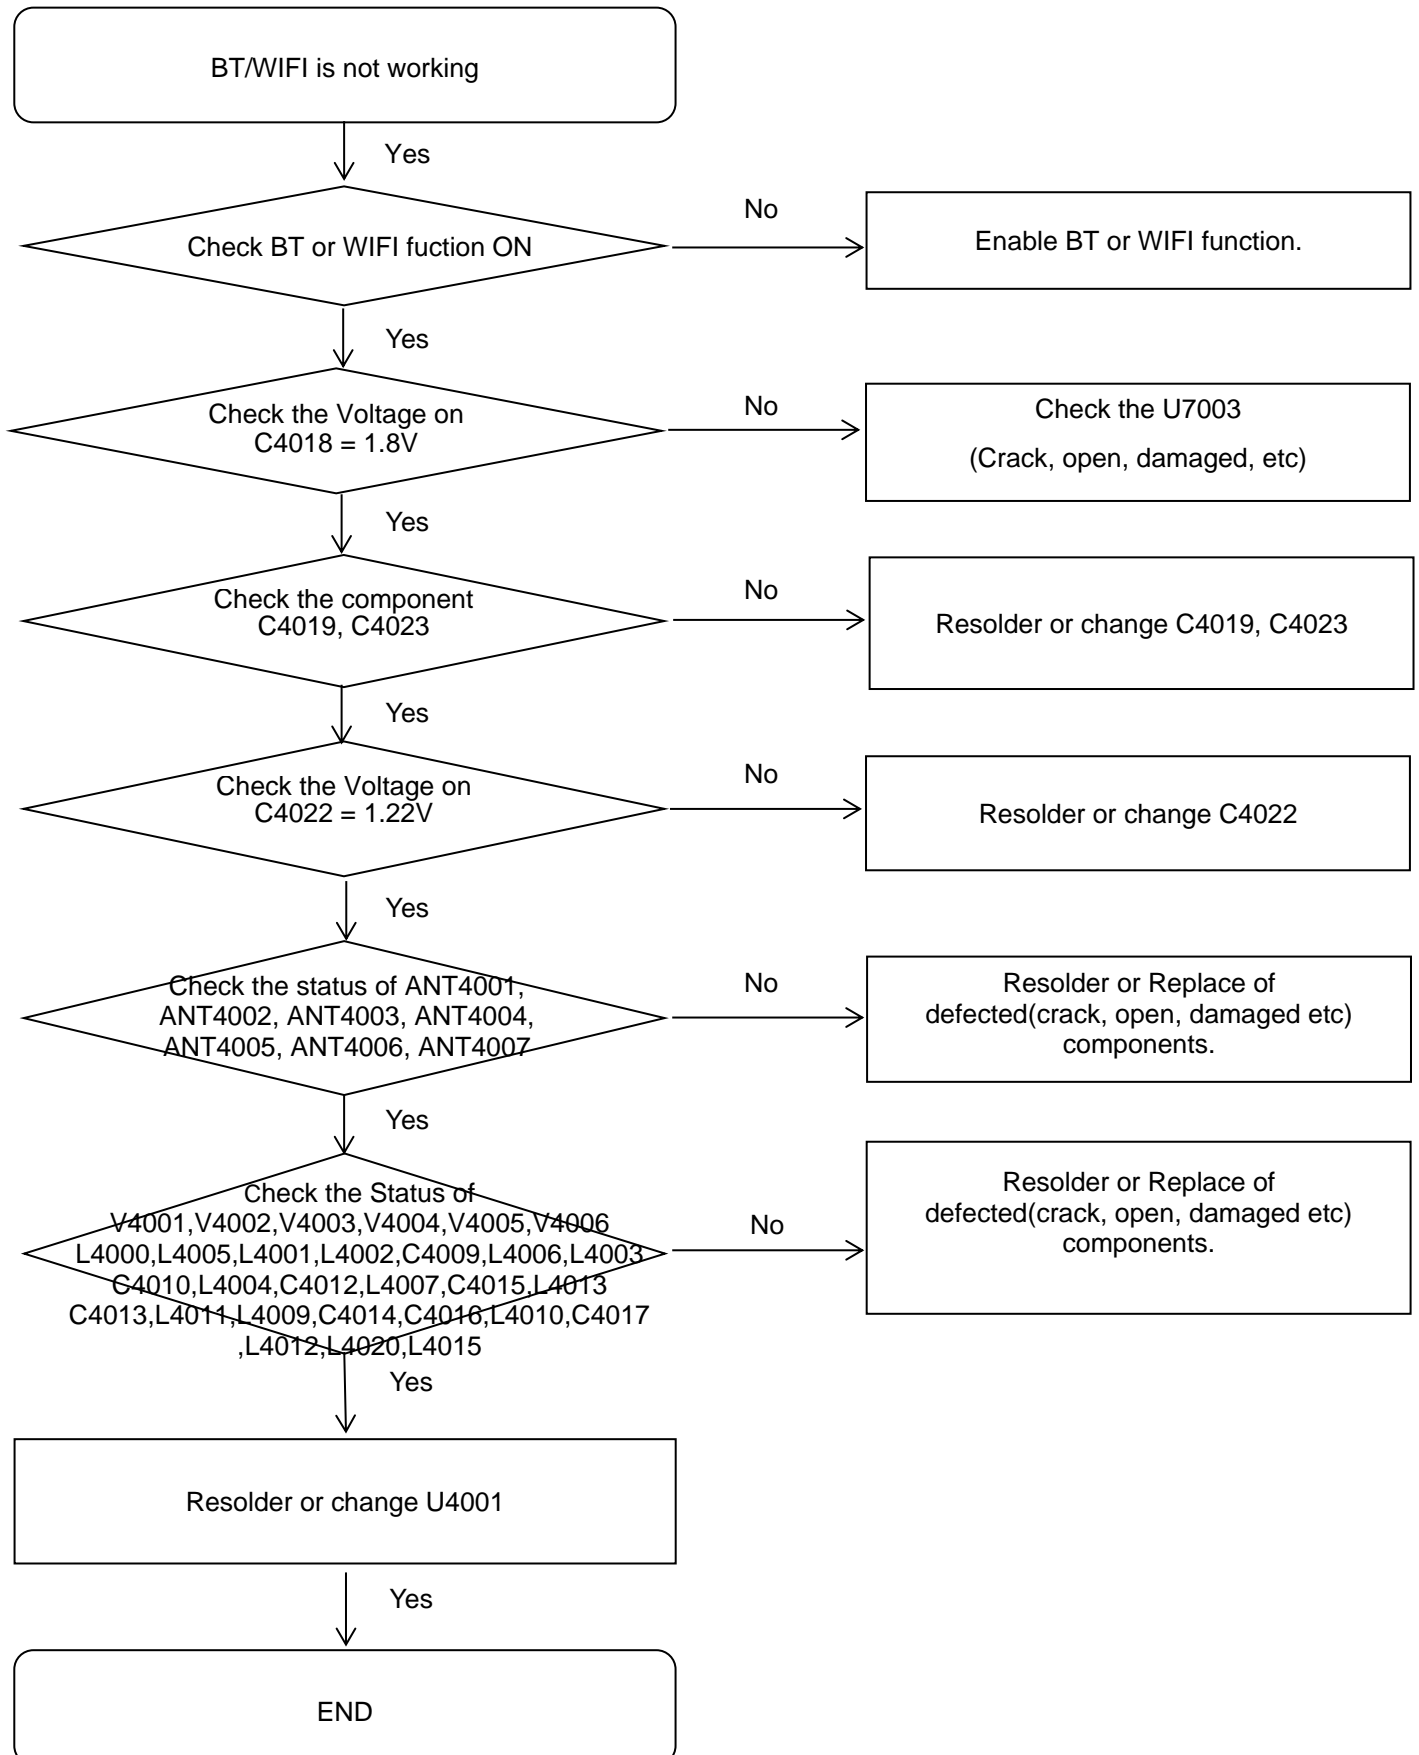 BT/WIFI is not working
Yes
Check BT or WIFI fuction ON
No
Enable BT or WIFI function.
Yes
Check the Voltage on
C4018 = 1.8V
No
Check the U7003
(Crack, open, damaged, etc)
Yes
Check the component
C4019, C4023
No
Resolder or change C4019, C4023
Yes
Check the Voltage on
C4022 = 1.22V
No
Resolder or change C4022
Yes
Check the status of ANT4001,
ANT4002, ANT4003, ANT4004,
ANT4005, ANT4006, ANT4007
No
Resolder or Replace of
defected(crack, open, damaged etc)
components.
Yes
Check the Status of
V4001,V4002,V4003,V4004,V4005,V4006
L4000,L4005,L4001,L4002,C4009,L4006,L4003
C4010,L4004,C4012,L4007,C4015,L4013
C4013,L4011,L4009,C4014,C4016,L4010,C4017
,L4012,L4020,L4015
No
Resolder or Replace of
defected(crack, open, damaged etc)
components.
Yes
Resolder or change U4001
Yes
END